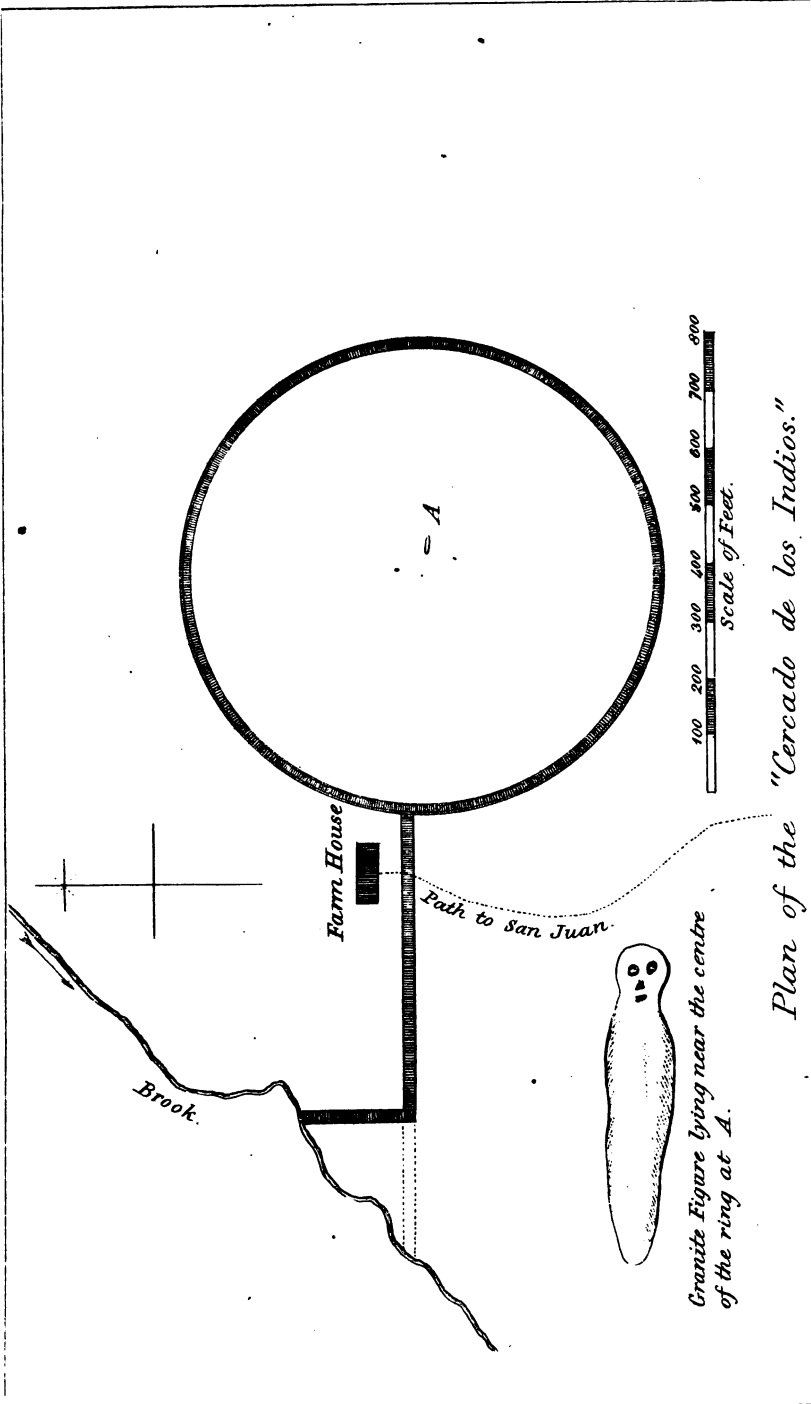 Brook.
Farm House
Path to San Juan.
A
100 200 300 400 500 600 700 800
Scale of Feet.
Granite Figure lying near the centre
of the ring at A.
Plan of the "Cercado de los Indios."